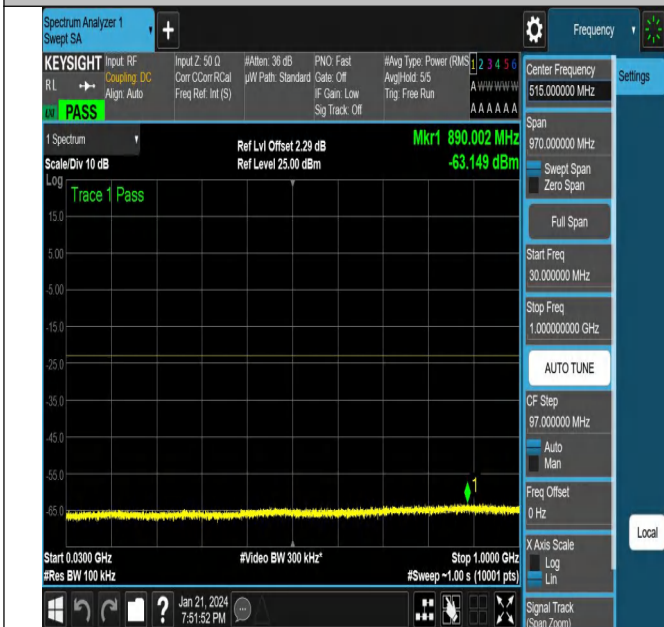 Spectrum Analyzer 1
Swept SA
+
Frequency
KEYSIGHT
RL
Input: RF
Coupling: DC
Align: Auto
Input Z: 50 Ω
Corr CCorr RCal
Freq Ref: Int (S)
#Atten: 36 dB
µW Path: Standard
PNO: Fast
Gate: Off
IF Gain: Low
Sig Track: Off
#Avg Type: Power (RMS
Avg|Hold: 5/5
Trig: Free Run
1 2 3 4 5 6
A W W W W W
A A A A A A
LXI PASS
1 Spectrum
Scale/Div 10 dB
Ref Lvl Offset 2.29 dB
Ref Level 25.00 dBm
Mkr1 890.002 MHz
-63.149 dBm
Log
Trace 1 Pass
15.0
5.00
-5.00
-15.0
-25.0
-35.0
-45.0
-55.0
-65.0
1
Start 0.0300 GHz
#Res BW 100 kHz
#Video BW 300 kHz*
Stop 1.0000 GHz
#Sweep ~1.00 s (10001 pts)
Jan 21, 2024
7:51:52 PM
?
Center Frequency
515.000000 MHz
Settings
Span
970.000000 MHz
Swept Span
Zero Span
Full Span
Start Freq
30.000000 MHz
Stop Freq
1.000000000 GHz
AUTO TUNE
CF Step
97.000000 MHz
Auto
Man
Freq Offset
0 Hz
Local
X Axis Scale
Log
Lin
Signal Track
(Span Zoom)